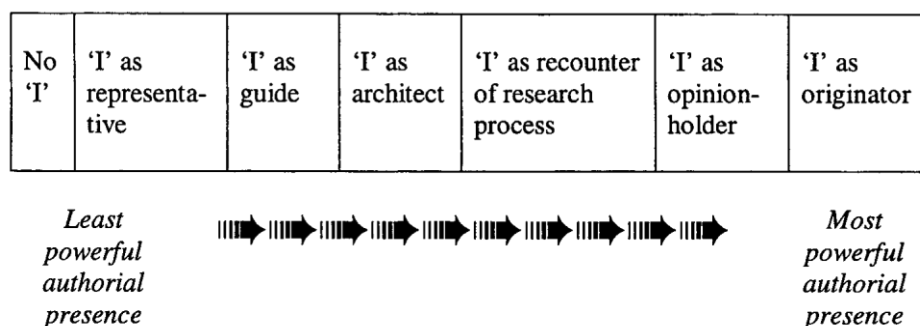 No
‘I’
‘I’ as
representa-
tive
‘I’ as
guide
‘I’ as
architect
‘I’ as recounter
of research
process
‘I’ as
opinion-
holder
‘I’ as
originator
Least
powerful
authorial
presence
Most
powerful
authorial
presence